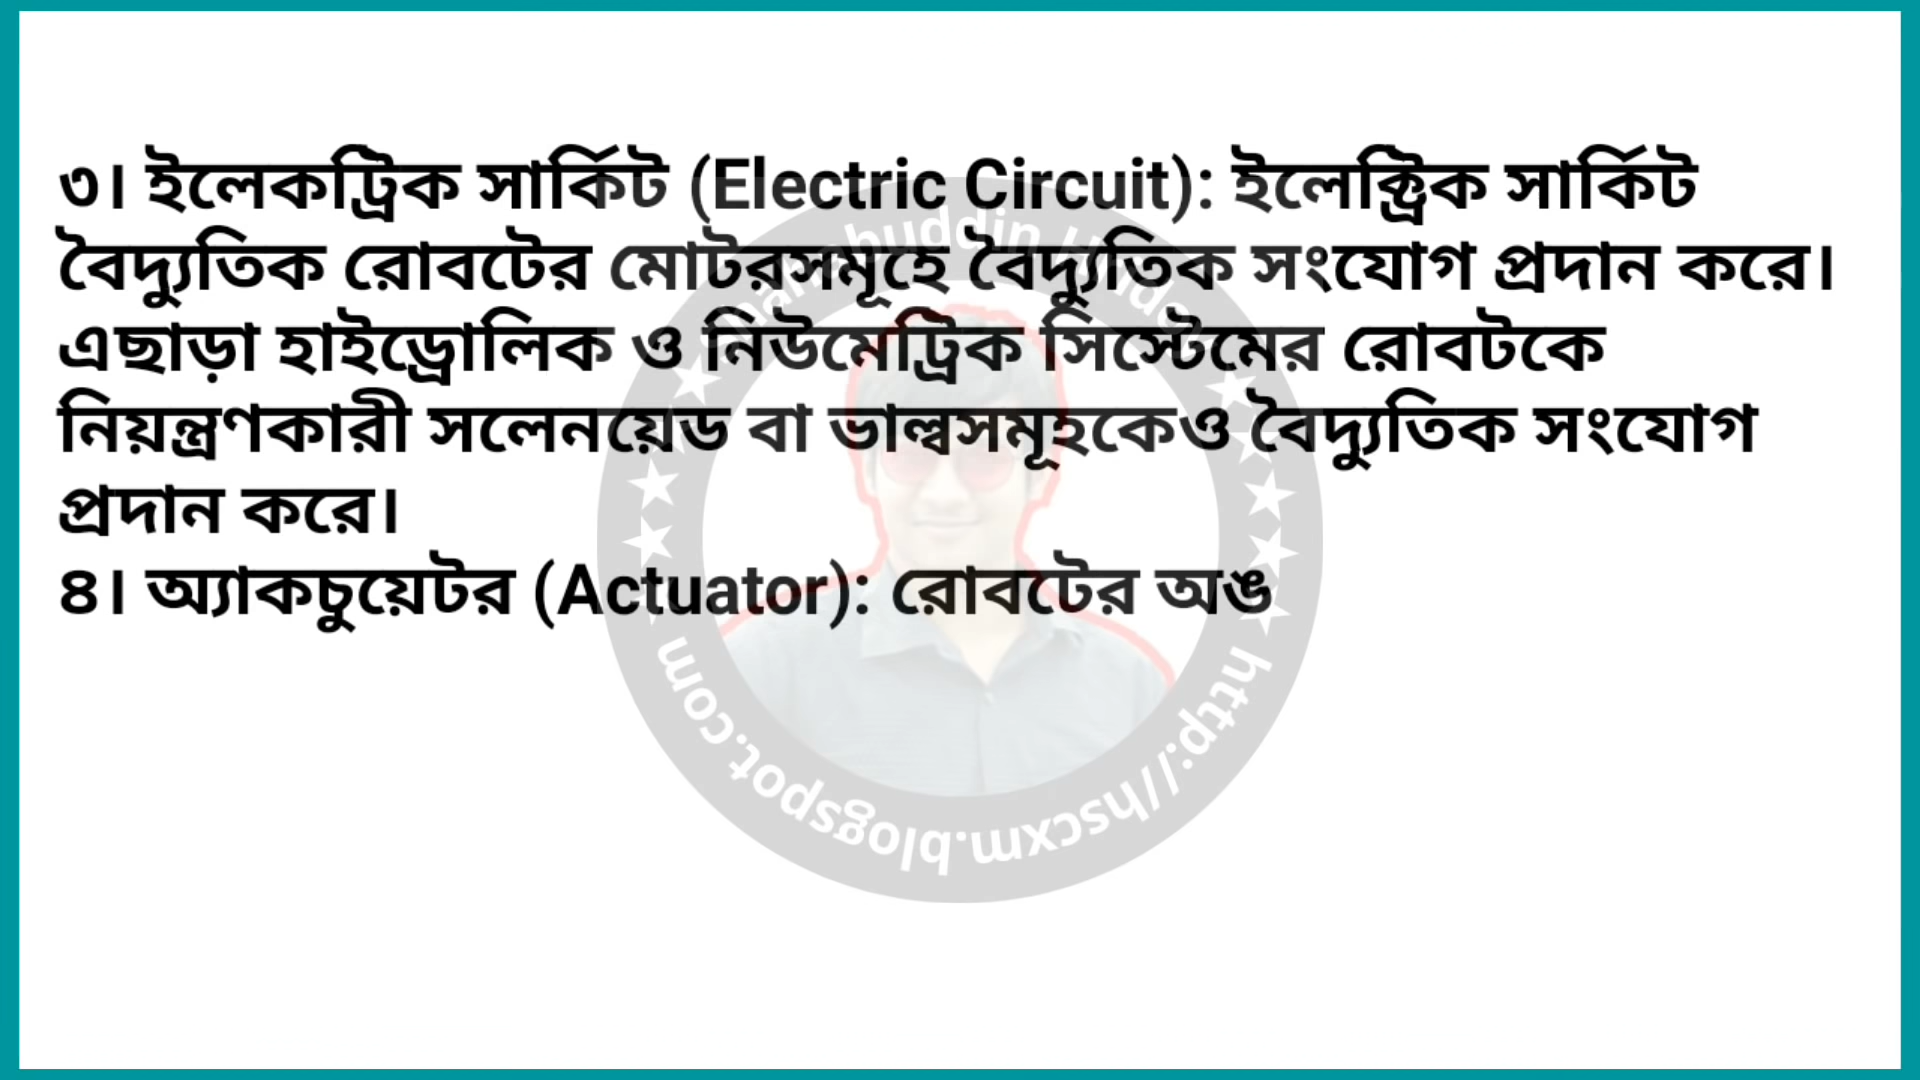 ৩। ইলেকট্রিক সার্কিট (Electric Circuit): ইলেক্ট্রিক সার্কিট
বৈদ্যুতিক রোবটের মোটরসমূহে বৈদ্যুতিক সংযোগ প্রদান করে।
এছাড়া হাইড্রোলিক ও নিউমেট্রিক সিস্টেমের রোবটকে
নিয়ন্ত্রণকারী সলেনয়েড বা ভাল্বসমূহকেও বৈদ্যুতিক সংযোগ
প্রদান করে।
৪। অ্যাকচুয়েটর (Actuator): রোবটের অঙ
http://hscxm.blogspot.com